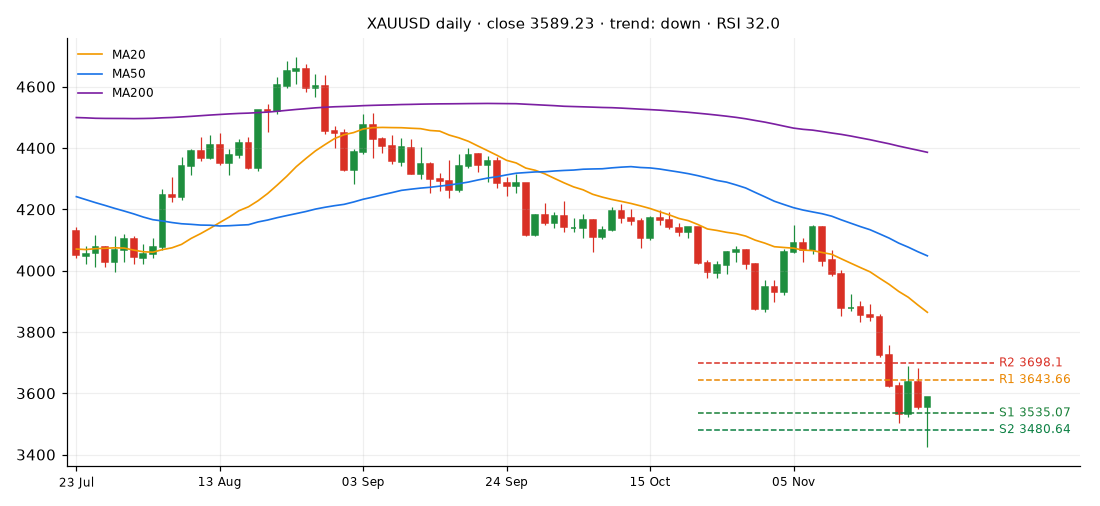 XAUUSD daily · close 3589.23 · trend: down · RSI 32.0
MA20
MA50
MA200
4600
4400
4200
4000
3800
3600
3400
R2 3698.1
R1 3643.66
S1 3535.07
S2 3480.64
23 Jul
13 Aug
03 Sep
24 Sep
15 Oct
05 Nov